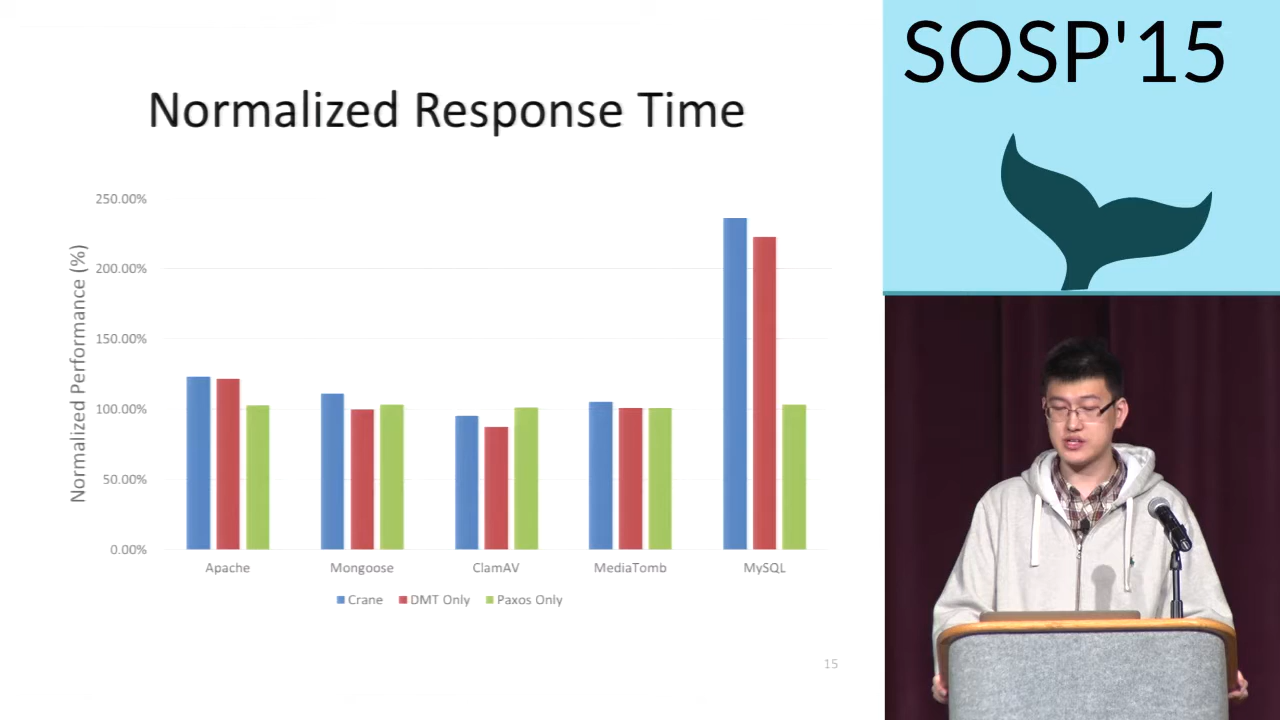 Normalized Response Time
Normalized Performance (%)
250.00%
200.00%
150.00%
100.00%
50.00%
0.00%
Apache Mongoose ClamAV MediaTomb MySQL
Crane DMT Only Paxos Only
15
SOSP'15